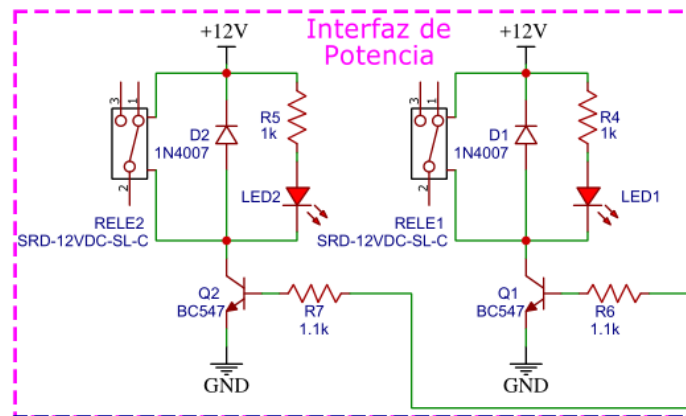 Interfaz de
Potencia
+12V
3
1
2
R5
1k
D2
1N4007
LED2
RELE2
SRD-12VDC-SL-C
Q2
BC547
R7
1.1k
GND
+12V
3
1
2
R4
1k
D1
1N4007
LED1
RELE1
SRD-12VDC-SL-C
Q1
BC547
R6
1.1k
GND